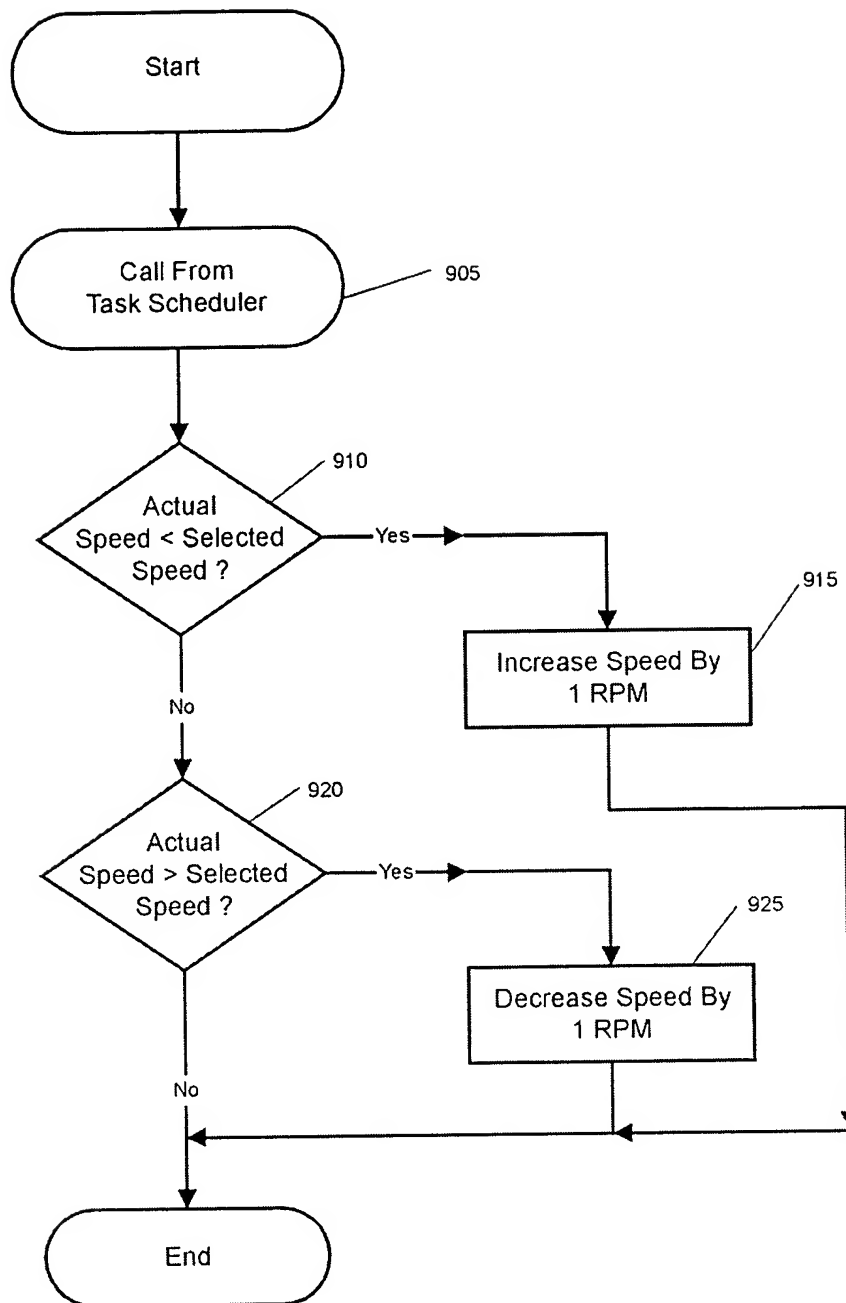 Start
Call From
Task Scheduler
905
910
Actual
Speed < Selected
Speed ?
Yes
915
Increase Speed By
1 RPM
No
920
Actual
Speed > Selected
Speed ?
Yes
925
Decrease Speed By
1 RPM
No
End